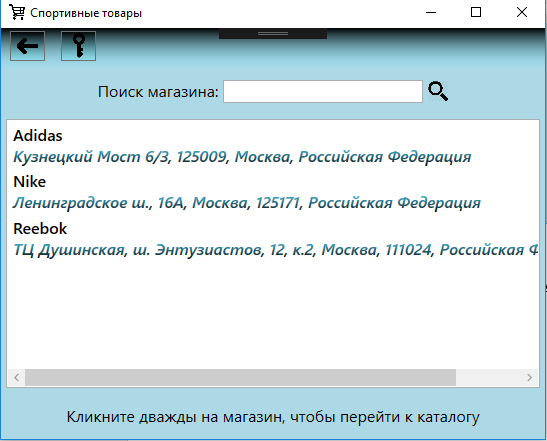 Спортивные товары
Поиск магазина:
Adidas
Кузнецкий Мост 6/3, 125009, Москва, Российская Федерация
Nike
Ленинградское ш., 16А, Москва, 125171, Российская Федерация
Reebok
ТЦ Душинская, ш. Энтузиастов, 12, к.2, Москва, 111024, Российская Ф
Кликните дважды на магазин, чтобы перейти к каталогу